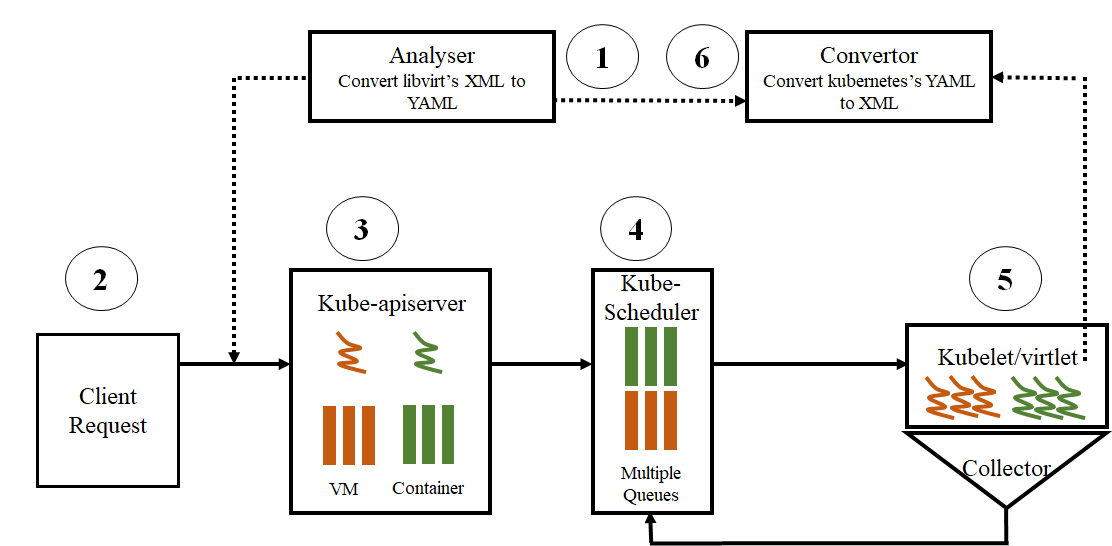 Analyser
Convert libvirt's XML to
YAML
1
6
Convertor
Convert kubernetes's YAML
to XML
2
3
4
5
Client
Request
Kube-apiserver
VM
Container
Kube-
Scheduler
Multiple
Queues
Kubelet/virtlet
Collector